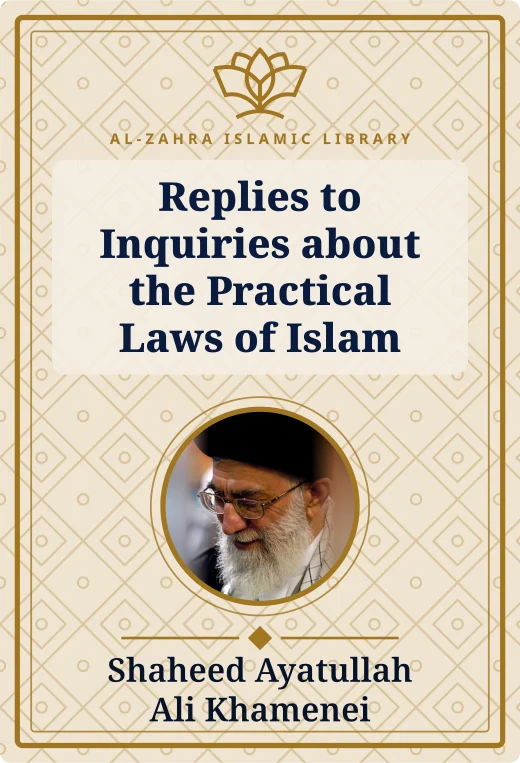 AL-ZAHRA ISLAMIC LIBRARY
Replies to
Inquiries about
the Practical
Laws of Islam
Shaheed Ayatullah
Ali Khamenei